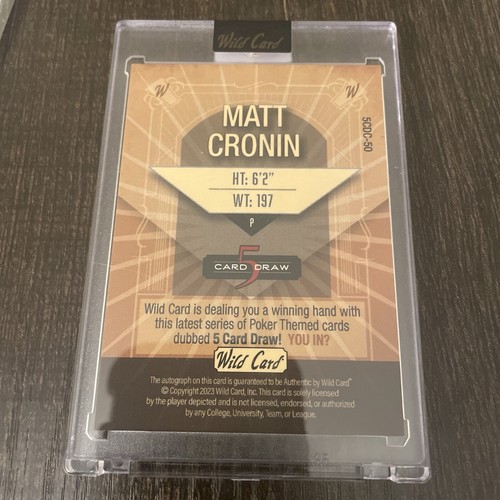 Wild Card
W
W
MATT
CRONIN
5CDC-50
HT: 6'2"
WT: 197
P
5
CARD DRAW
Wild Card is dealing you a winning hand with
this latest series of Poker Themed cards
dubbed 5 Card Draw! YOU IN?
Wild Card
The autograph on this card is guaranteed to be Authentic by Wild Card®
© Copyright 2023 Wild Card, Inc. This card is solely licensed
by the player depicted and is not licensed, endorsed, or authorized
by any College, University, Team, or League.